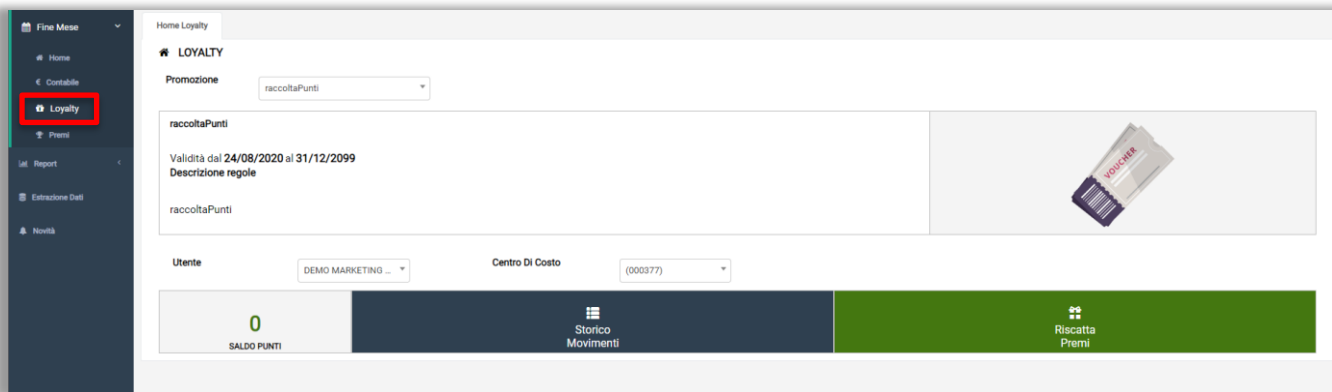 Fine Mese
Home
€ Contabile
Loyalty
Premi
Report
Estrazione Dati
Novità
Home Loyalty
LOYALTY
Promozione
raccoltaPunti
raccoltaPunti
Validità dal 24/08/2020 al 31/12/2099
Descrizione regole
raccoltaPunti
VOUCHER
Utente
DEMO MARKETING ...
Centro Di Costo
(000377)
0
SALDO PUNTI
Storico
Movimenti
Riscatta
Premi